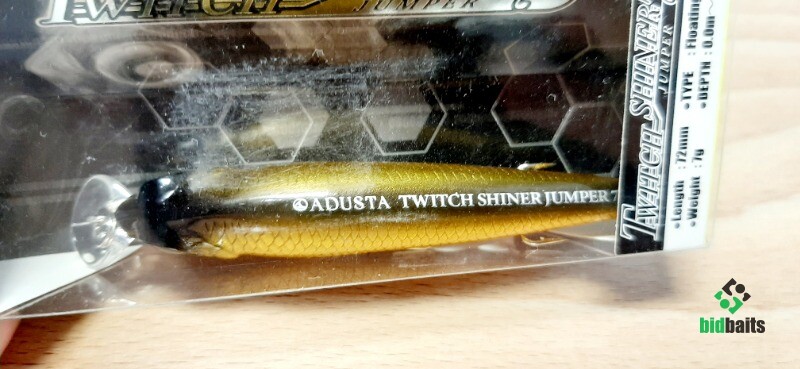 TWITCH
JUMPER
©ADUSTA TWITCH SHINER JUMPER 7
TWITCH SHINER
JUMPER
•Length :72mm •TYPE :Floating
•Weight :7g •DEPTH :0.0m~
bidbaits